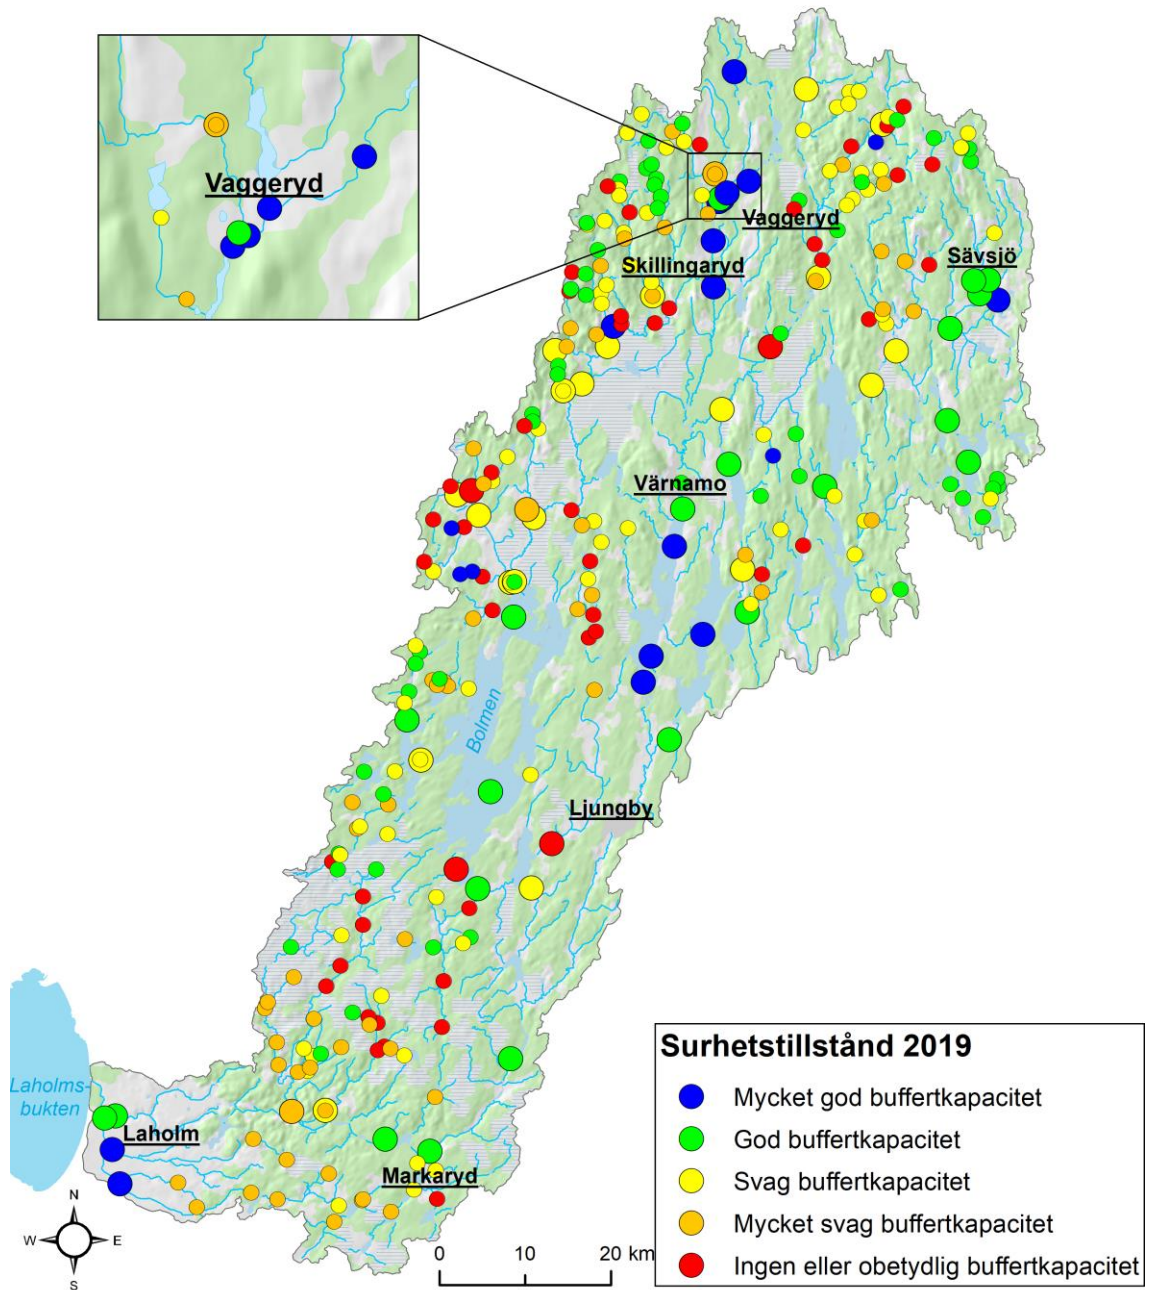 Vaggeryd
Vaggeryd
Skillingaryd
Sävsjö
Värnamo
Bolmen
Ljungby
Laholms-
bukten
Laholm
Markaryd
N
W
E
S
0
10
20 km
Surhetstillstånd 2019
Mycket god buffertkapacitet
God buffertkapacitet
Svag buffertkapacitet
Mycket svag buffertkapacitet
Ingen eller obetydlig buffertkapacitet